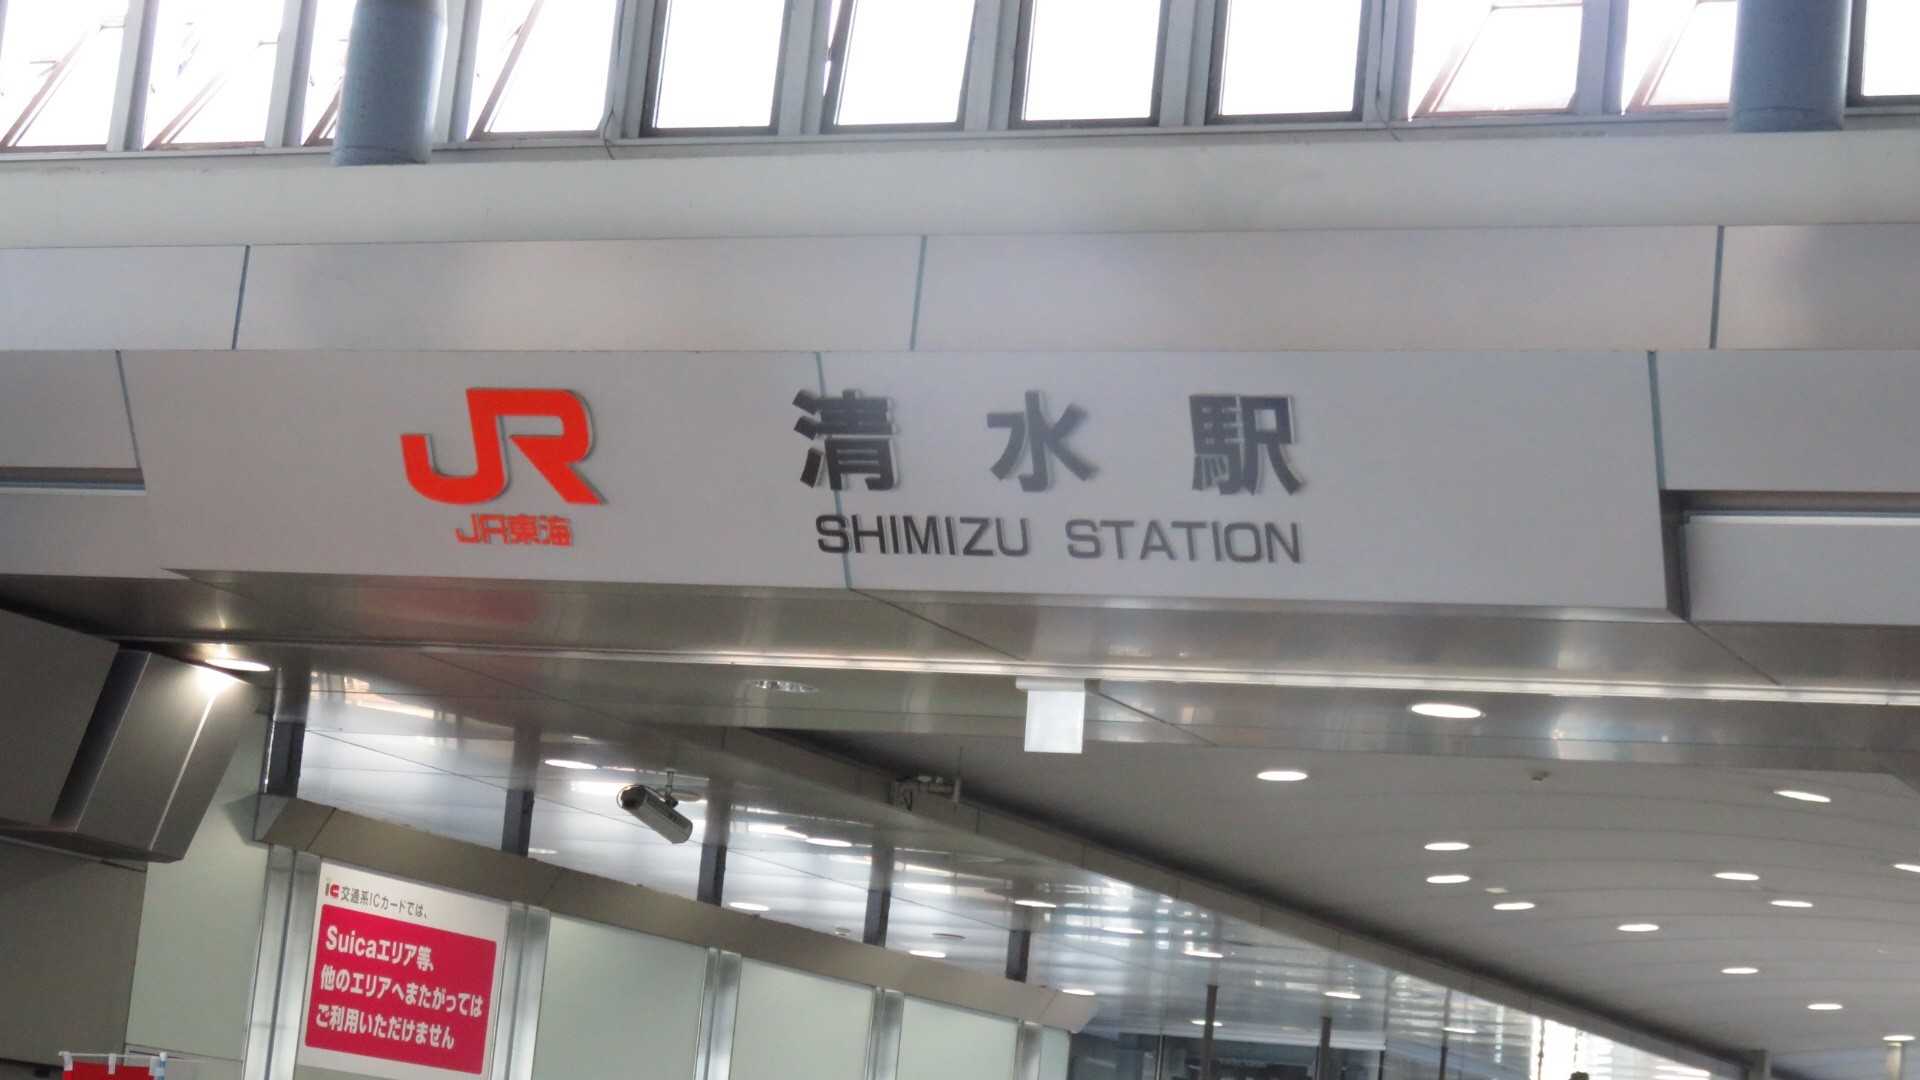 JR
JR東海
清水駅
SHIMIZU STATION
IC 交通系ICカードでは、
Suicaエリア等、
他のエリアへまたがっては
ご利用いただけません